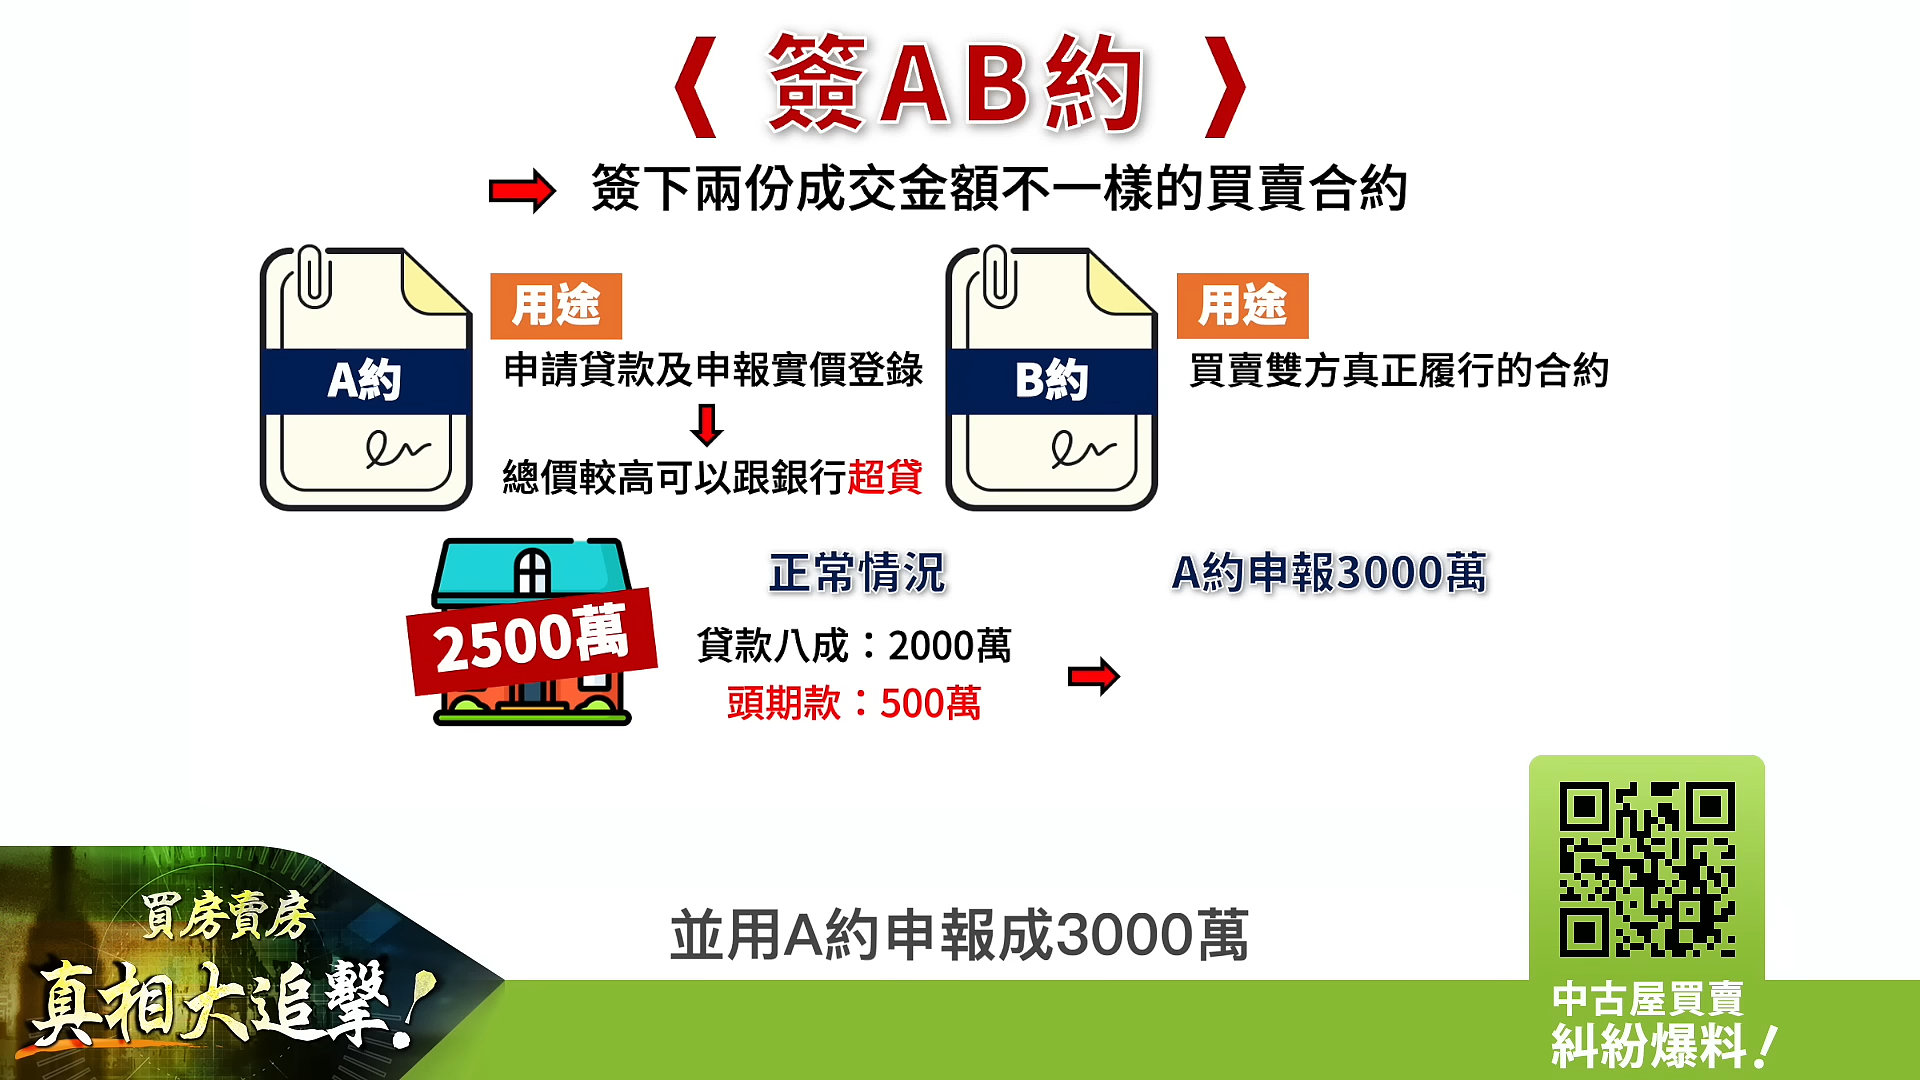 簽AB約
簽下兩份成交金額不一樣的買賣合約
A約
用途
申請貸款及申報實價登錄
總價較高可以跟銀行超貸
B約
用途
買賣雙方真正履行的合約
2500萬
正常情況
貸款八成：2000萬
頭期款：500萬
A約申報3000萬
並用A約申報成3000萬
買房賣房
真相大追擊！
中古屋買賣
糾紛爆料！